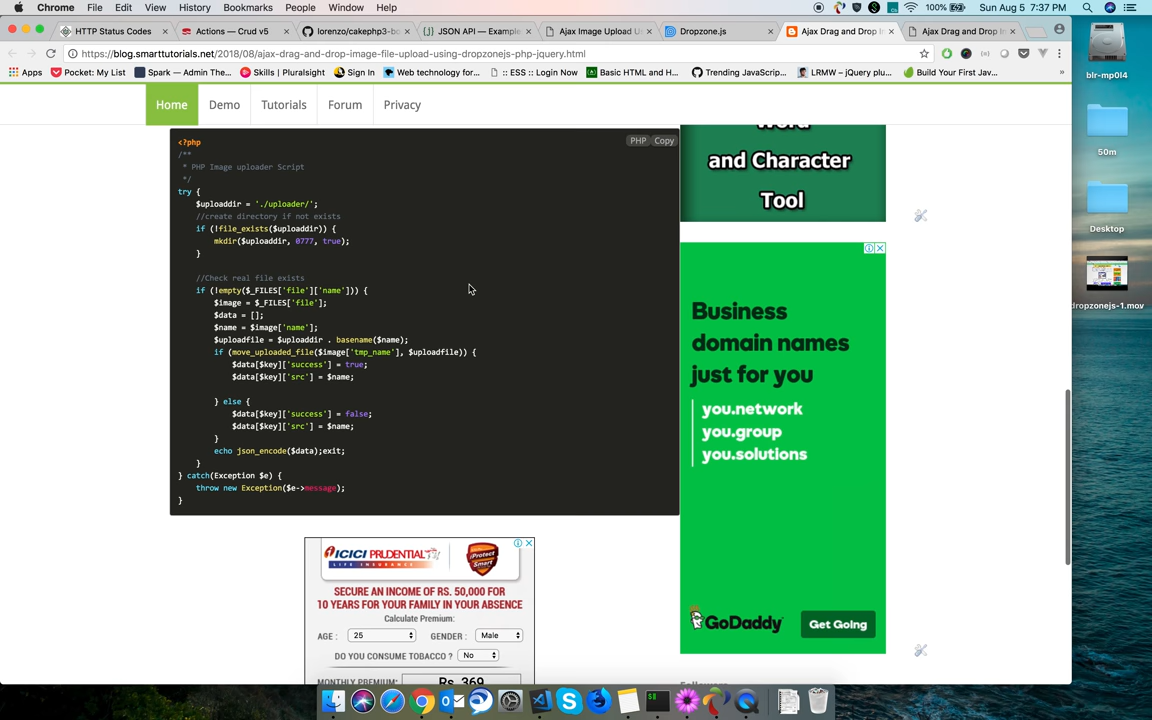 Chrome File Edit View History Bookmarks People Window Help 100% Sun Aug 5 7:37 PM
HTTP Status Codes
Actions — Crud v5
lorenzo/cakephp3-bo
JSON API — Example
Ajax Image Upload U
Dropzone.js
Ajax Drag and Drop I
Ajax Drag and Drop I
https://blog.smarttutorials.net/2018/08/ajax-drag-and-drop-image-file-upload-using-dropzonejs-php-jquery.html
Apps Pocket: My List Spark — Admin The... Skills | Pluralsight Sign In Web technology for... :: ESS :: Login Now Basic HTML and H... Trending JavaScrip... LRMW — jQuery plu... Build Your First Jav... »
Home Demo Tutorials Forum Privacy
PHP Copy
<?php
/**
* PHP Image uploader Script
*/
try {
$uploaddir = './uploader/';
//create directory if not exists
if (!file_exists($uploaddir)) {
mkdir($uploaddir, 0777, true);
}
//Check real file exists
if (!empty($_FILES['file']['name'])) {
$image = $_FILES['file'];
$data = [];
$name = $image['name'];
$uploadfile = $uploaddir . basename($name);
if (move_uploaded_file($image['tmp_name'], $uploadfile)) {
$data[$key]['success'] = true;
$data[$key]['src'] = $name;
} else {
$data[$key]['success'] = false;
$data[$key]['src'] = $name;
}
echo json_encode($data);exit;
}
} catch(Exception $e) {
throw new Exception($e->message);
}
Word
and Character
Tool
Business
domain names
just for you
you.network
you.group
you.solutions
GoDaddy Get Going
ICICI PRUDENTIAL
LIFE INSURANCE
iProtect
Smart
SECURE AN INCOME OF RS. 50,000 FOR
10 YEARS FOR YOUR FAMILY IN YOUR ABSENCE
Calculate Premium:
AGE : 25 GENDER : Male
DO YOU CONSUME TOBACCO ? No
MONTHLY PREMIUM: Rs. 369
blr-mp0l4
50m
Desktop
dropzonejs-1.mov